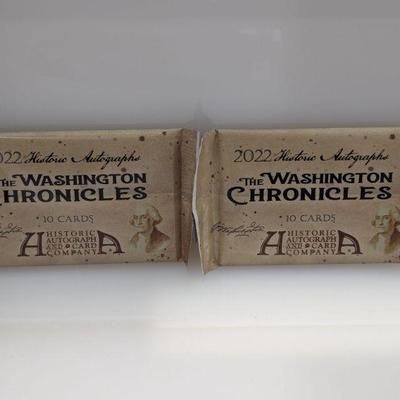 022 Historic Autographs
THE WASHINGTON
CHRONICLES
10 CARDS
HISTORIC
AUTOGRAPH
AND CARD
COMPANY
H A
2022 Historic Autographs
THE WASHINGTON
CHRONICLES
10 CARDS
HISTORIC
AUTOGRAPH
AND CARD
COMPANY
H A